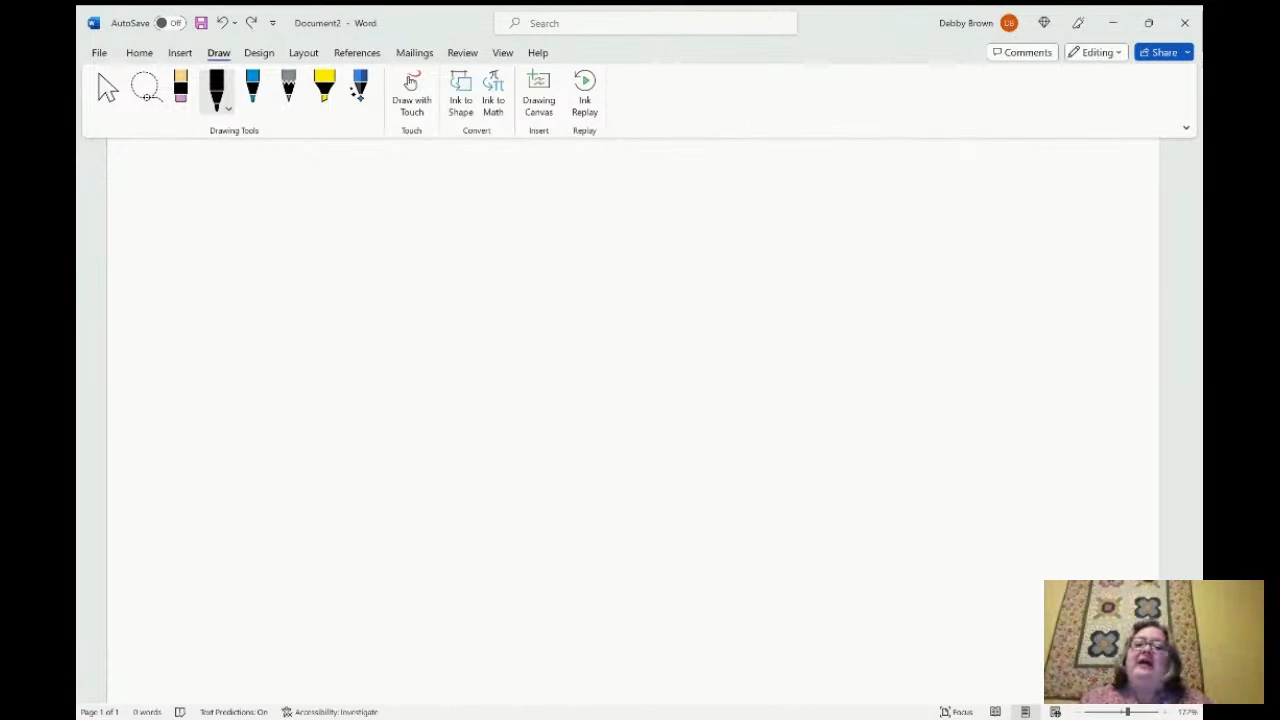 AutoSave Off Document2 - Word Search Debby Brown DB
File Home Insert Draw Design Layout References Mailings Review View Help Comments Editing Share
Draw with Touch
Ink to Shape
Ink to Math
Drawing Canvas
Ink Replay
Drawing Tools Touch Convert Insert Replay
Page 1 of 1 0 words Text Predictions: On Accessibility: Investigate Focus 177%